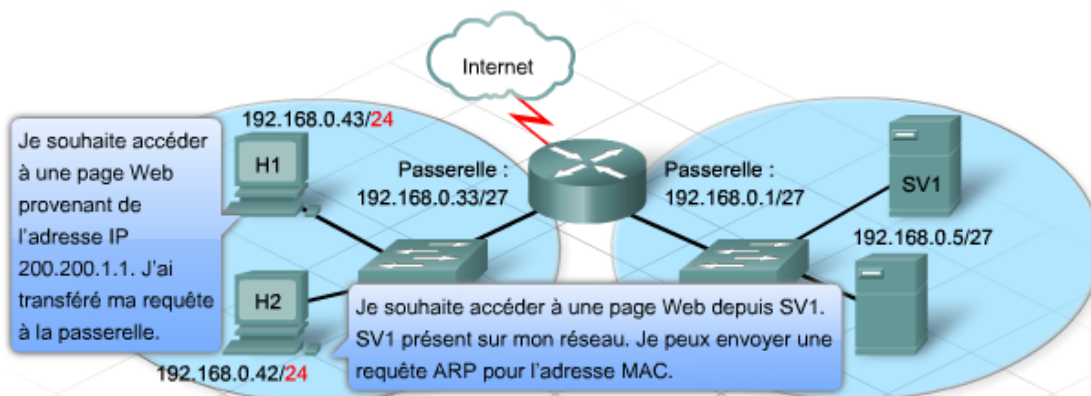 Internet
192.168.0.43/24
Je souhaite accéder
à une page Web
provenant de
l'adresse IP
200.200.1.1. J'ai
transféré ma requête
à la passerelle.
H1
Passerelle :
192.168.0.33/27
Passerelle :
192.168.0.1/27
SV1
192.168.0.5/27
H2
Je souhaite accéder à une page Web depuis SV1.
SV1 présent sur mon réseau. Je peux envoyer une
requête ARP pour l'adresse MAC.
192.168.0.42/24